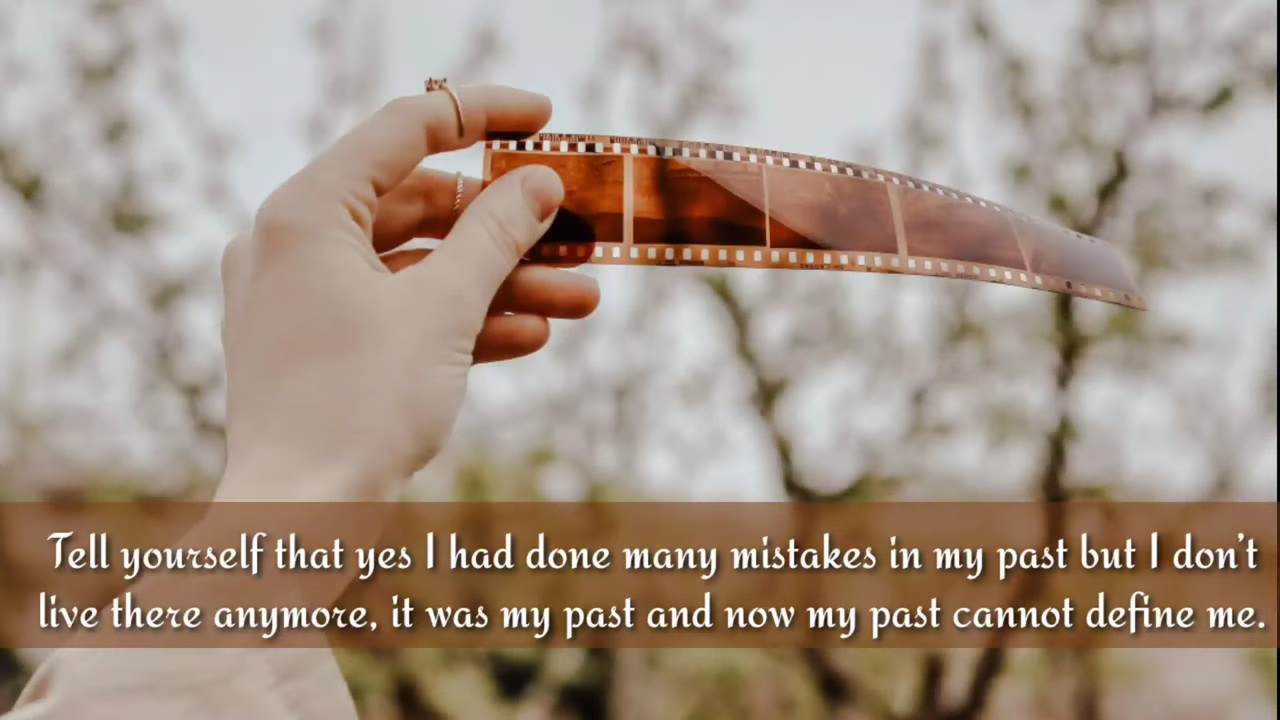 Tell yourself that yes I had done many mistakes in my past but I don't
live there anymore, it was my past and now my past cannot define me.